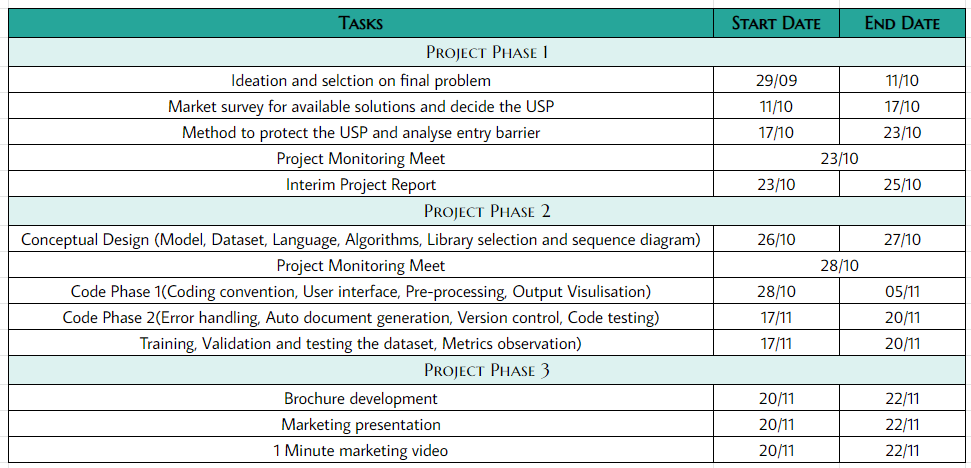 Tasks Start Date End Date
Project Phase 1
Ideation and selction on final problem 29/09 11/10
Market survey for available solutions and decide the USP 11/10 17/10
Method to protect the USP and analyse entry barrier 17/10 23/10
Project Monitoring Meet 23/10
Interim Project Report 23/10 25/10
Project Phase 2
Conceptual Design (Model, Dataset, Language, Algorithms, Library selection and sequence diagram) 26/10 27/10
Project Monitoring Meet 28/10
Code Phase 1(Coding convention, User interface, Pre-processing, Output Visulisation) 28/10 05/11
Code Phase 2(Error handling, Auto document generation, Version control, Code testing) 17/11 20/11
Training, Validation and testing the dataset, Metrics observation) 17/11 20/11
Project Phase 3
Brochure development 20/11 22/11
Marketing presentation 20/11 22/11
1 Minute marketing video 20/11 22/11